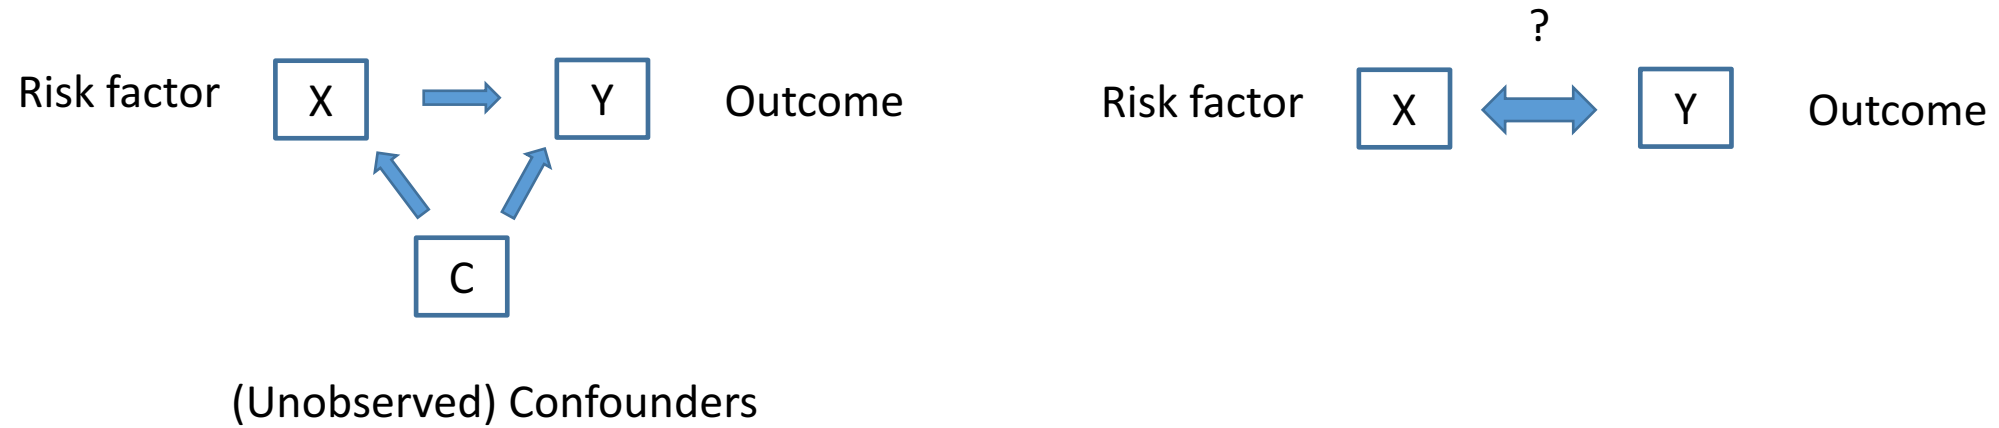 Risk factor X Y Outcome
C
(Unobserved) Confounders
?
Risk factor X Y Outcome